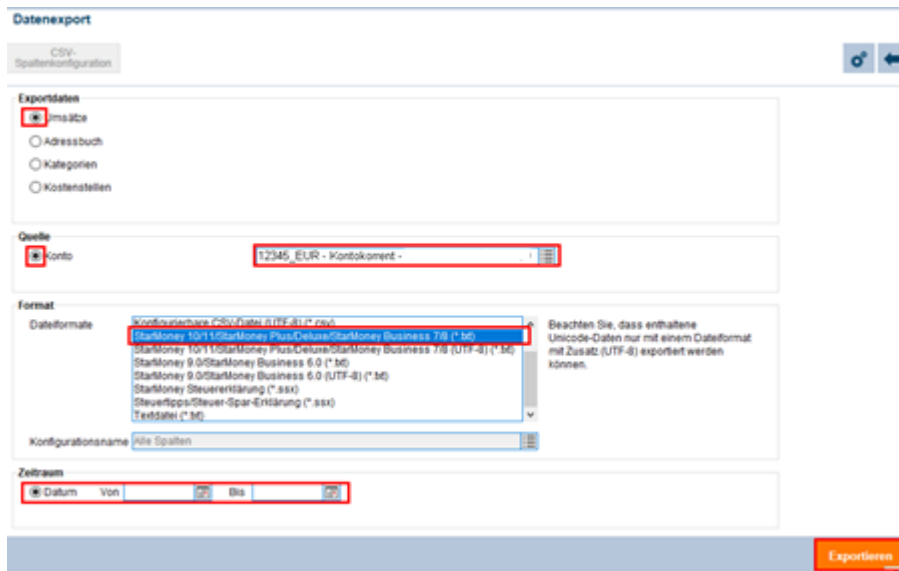 Datenexport
CSV-
Spaltenkonfiguration
Exportdaten
Umsätze
Adressbuch
Kategorien
Kostenstellen
Quelle
Konto
12345_EUR - Kontokorrent -
Format
Dateiformate
Konfigurierbare CSV-Datei (UTF-8) (*.csv)
StarMoney 10/11/StarMoney Plus/Deluxe/StarMoney Business 7/8 (*.txt)
StarMoney 10/11/StarMoney Plus/Deluxe/StarMoney Business 7/8 (UTF-8) (*.txt)
StarMoney 9.0/StarMoney Business 6.0 (*.txt)
StarMoney 9.0/StarMoney Business 6.0 (UTF-8) (*.txt)
StarMoney Steuererklärung (*.ssx)
Steuertipps/Steuer-Spar-Erklärung (*.ssx)
Textdatei (*.txt)
Beachten Sie, dass enthaltene
Unicode-Daten nur mit einem Dateiformat
mit Zusatz (UTF-8) exportiert werden
können.
Konfigurationsname
Alle Spalten
Zeitraum
Datum Von Bis
Exportieren